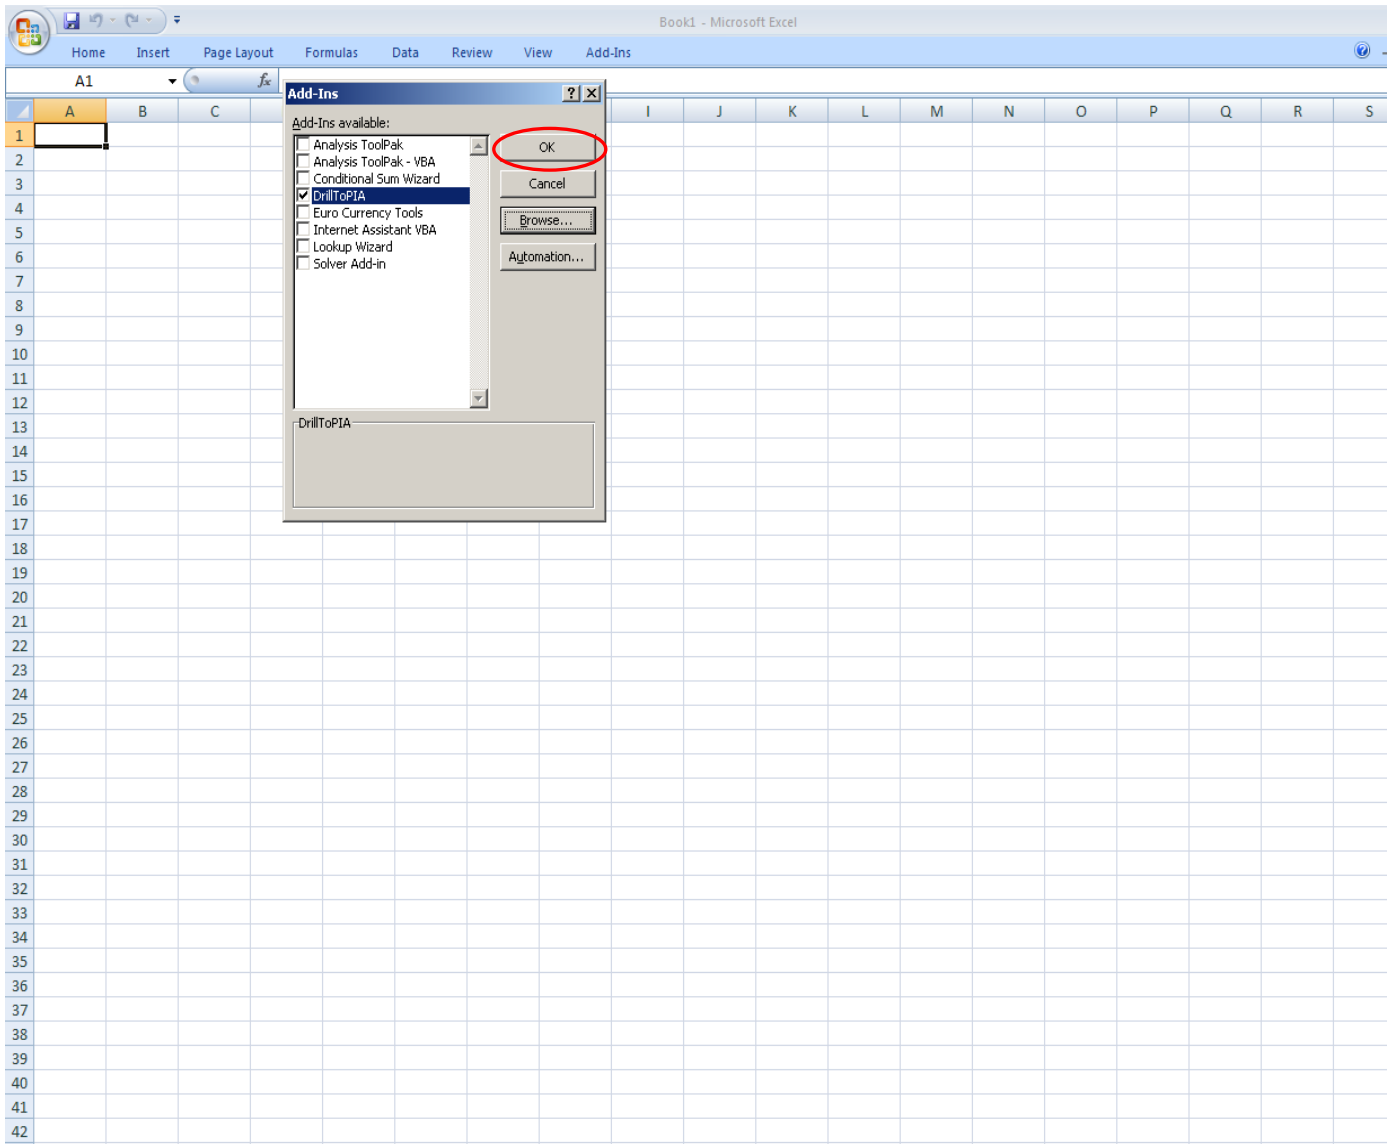 Book1 - Microsoft Excel
Home Insert Page Layout Formulas Data Review View Add-Ins
A1 fx
Add-Ins
A B C I J K L M N O P Q R S
Add-Ins available:
Analysis ToolPak
Analysis ToolPak - VBA
Conditional Sum Wizard
DrillToPIA
Euro Currency Tools
Internet Assistant VBA
Lookup Wizard
Solver Add-in
OK
Cancel
Browse...
Automation...
DrillToPIA
1
2
3
4
5
6
7
8
9
10
11
12
13
14
15
16
17
18
19
20
21
22
23
24
25
26
27
28
29
30
31
32
33
34
35
36
37
38
39
40
41
42